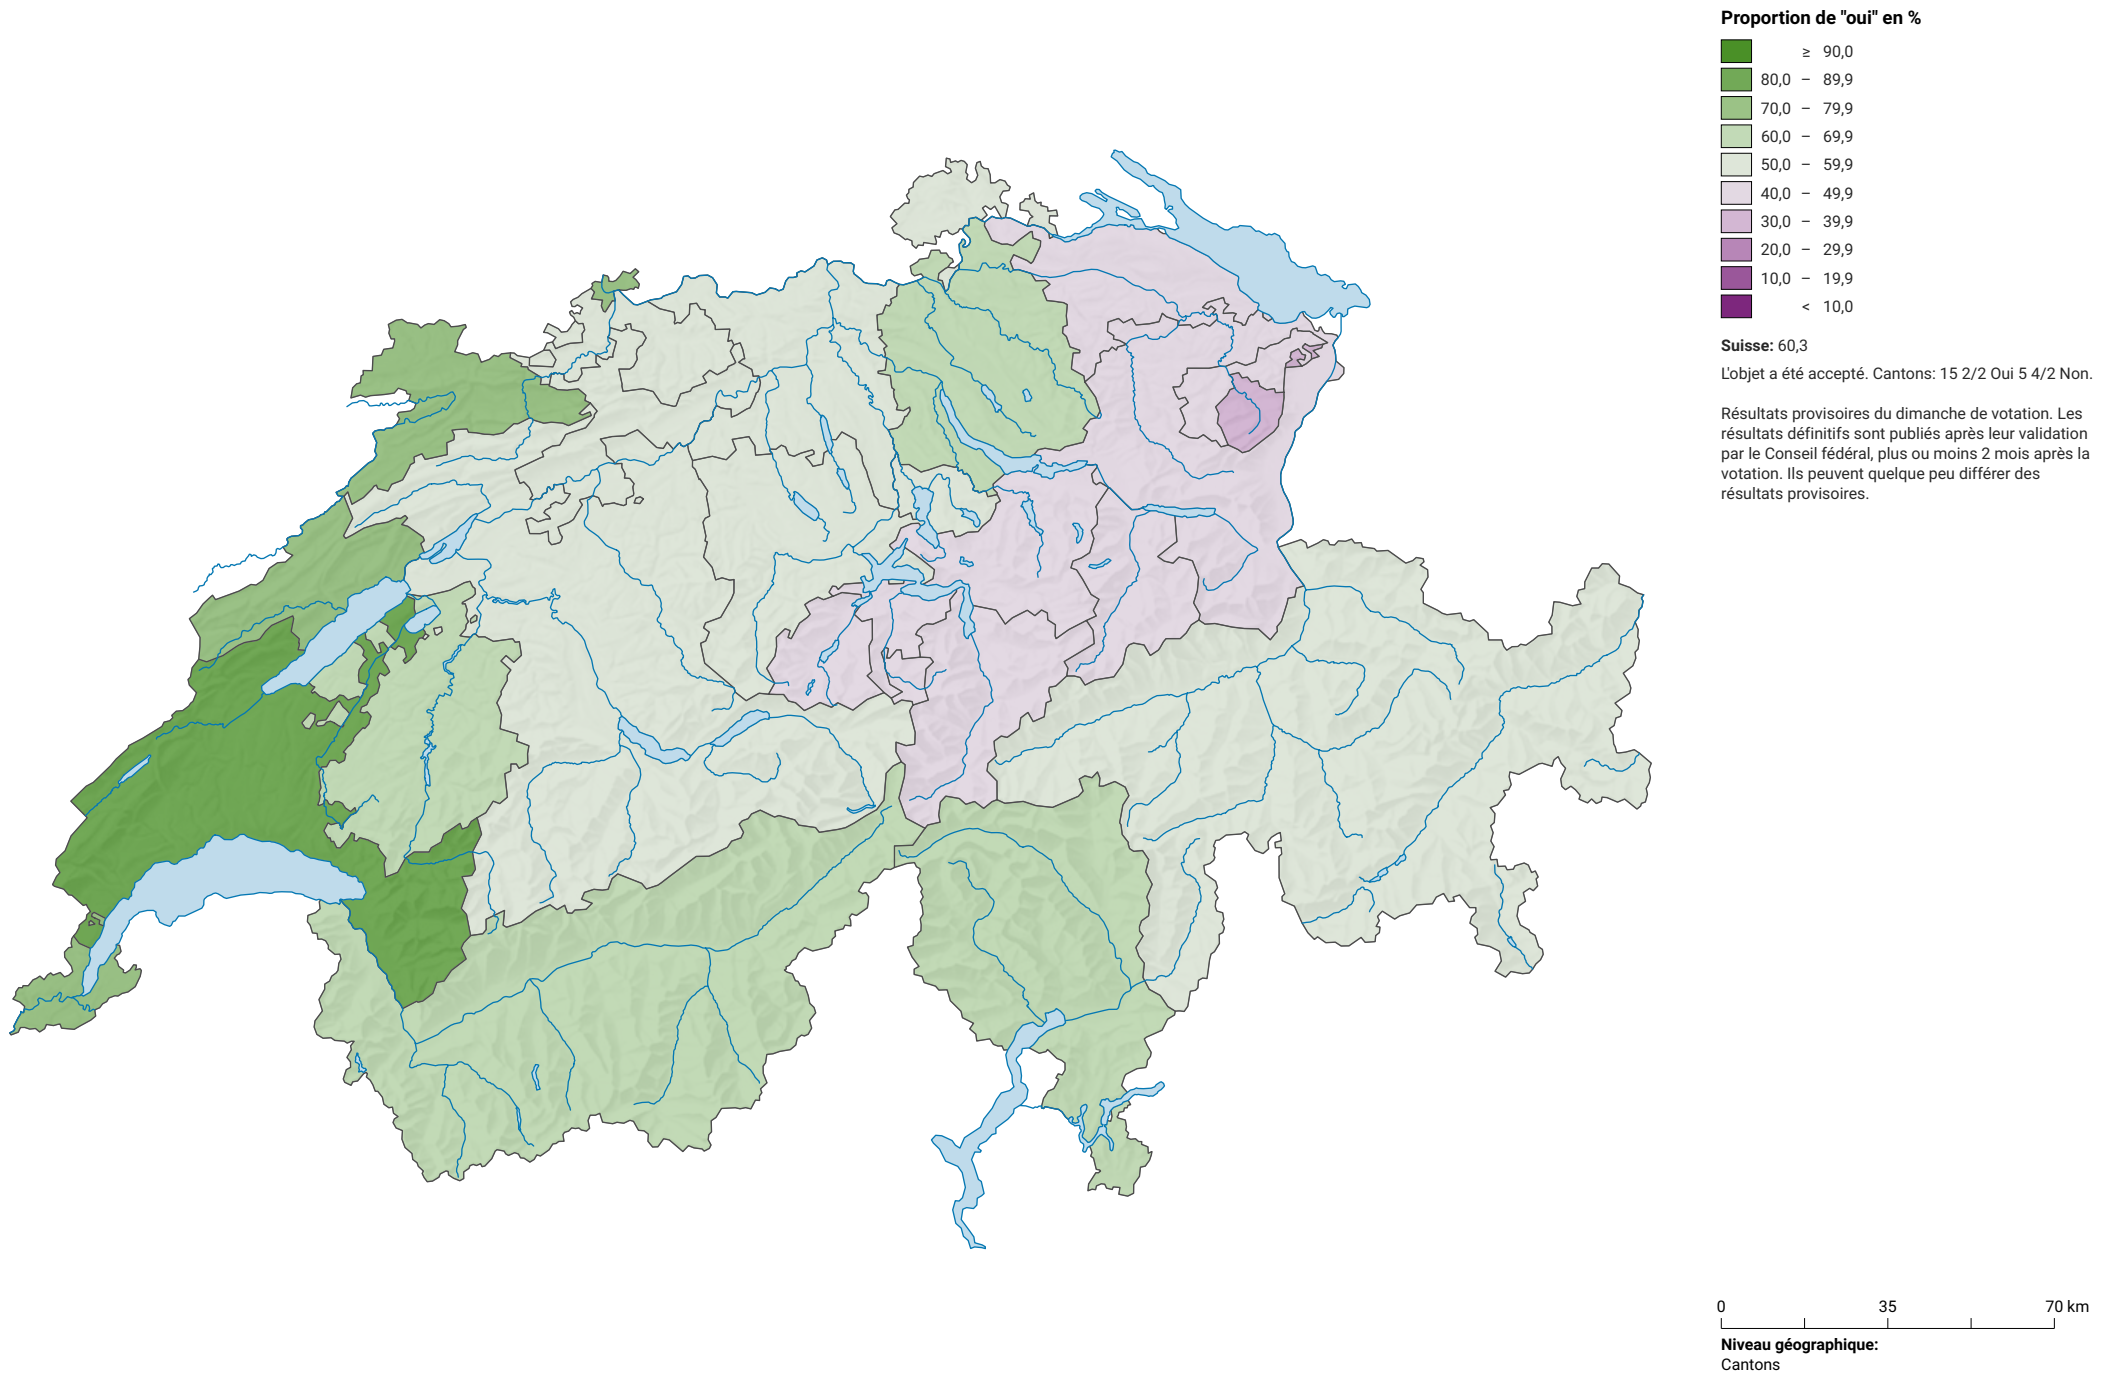 Proportion de "oui" en %
≥ 90,0
80,0 – 89,9
70,0 – 79,9
60,0 – 69,9
50,0 – 59,9
40,0 – 49,9
30,0 – 39,9
20,0 – 29,9
10,0 – 19,9
< 10,0
Suisse: 60,3
L'objet a été accepté. Cantons: 15 2/2 Oui 5 4/2 Non.
Résultats provisoires du dimanche de votation. Les
résultats définitifs sont publiés après leur validation
par le Conseil fédéral, plus ou moins 2 mois après la
votation. Ils peuvent quelque peu différer des
résultats provisoires.
0 35 70 km
Niveau géographique:
Cantons